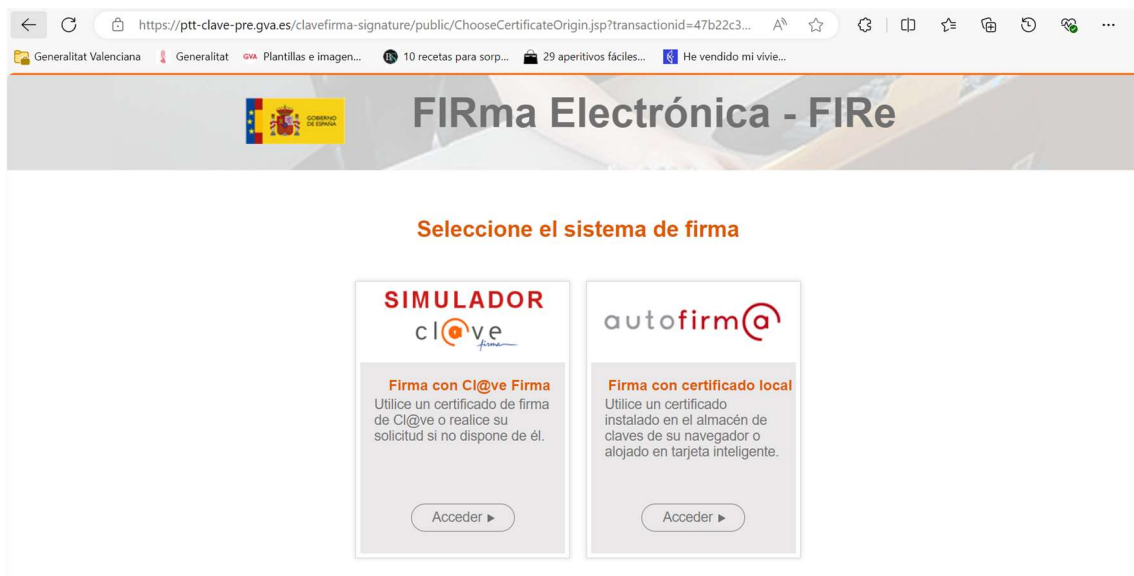 https://ptt-clave-pre.gva.es/clavefirma-signature/public/ChooseCertificateOrigin.jsp?transactionid=47b22c3...
Generalitat Valenciana Generalitat GVA Plantillas e imagen... 10 recetas para sorp... 29 aperitivos fáciles... He vendido mi vivie...
GOBIERNO
DE ESPAÑA
FIRma Electrónica - FIRe
Seleccione el sistema de firma
SIMULADOR
cl@ve
firma
Firma con Cl@ve Firma
Utilice un certificado de firma
de Cl@ve o realice su
solicitud si no dispone de él.
Acceder
autofirm@
Firma con certificado local
Utilice un certificado
instalado en el almacén de
claves de su navegador o
alojado en tarjeta inteligente.
Acceder